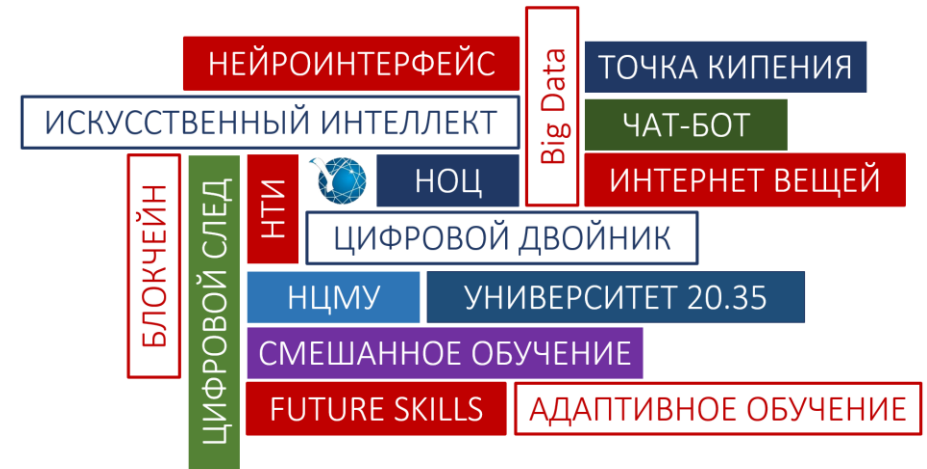 НЕЙРОИНТЕРФЕЙС
Big Data
ТОЧКА КИПЕНИЯ
ИСКУССТВЕННЫЙ ИНТЕЛЛЕКТ
ЧАТ-БОТ
БЛОКЧЕЙН
ЦИФРОВОЙ СЛЕД
НТИ
НОЦ
ИНТЕРНЕТ ВЕЩЕЙ
ЦИФРОВОЙ ДВОЙНИК
НЦМУ
УНИВЕРСИТЕТ 20.35
СМЕШАННОЕ ОБУЧЕНИЕ
FUTURE SKILLS
АДАПТИВНОЕ ОБУЧЕНИЕ